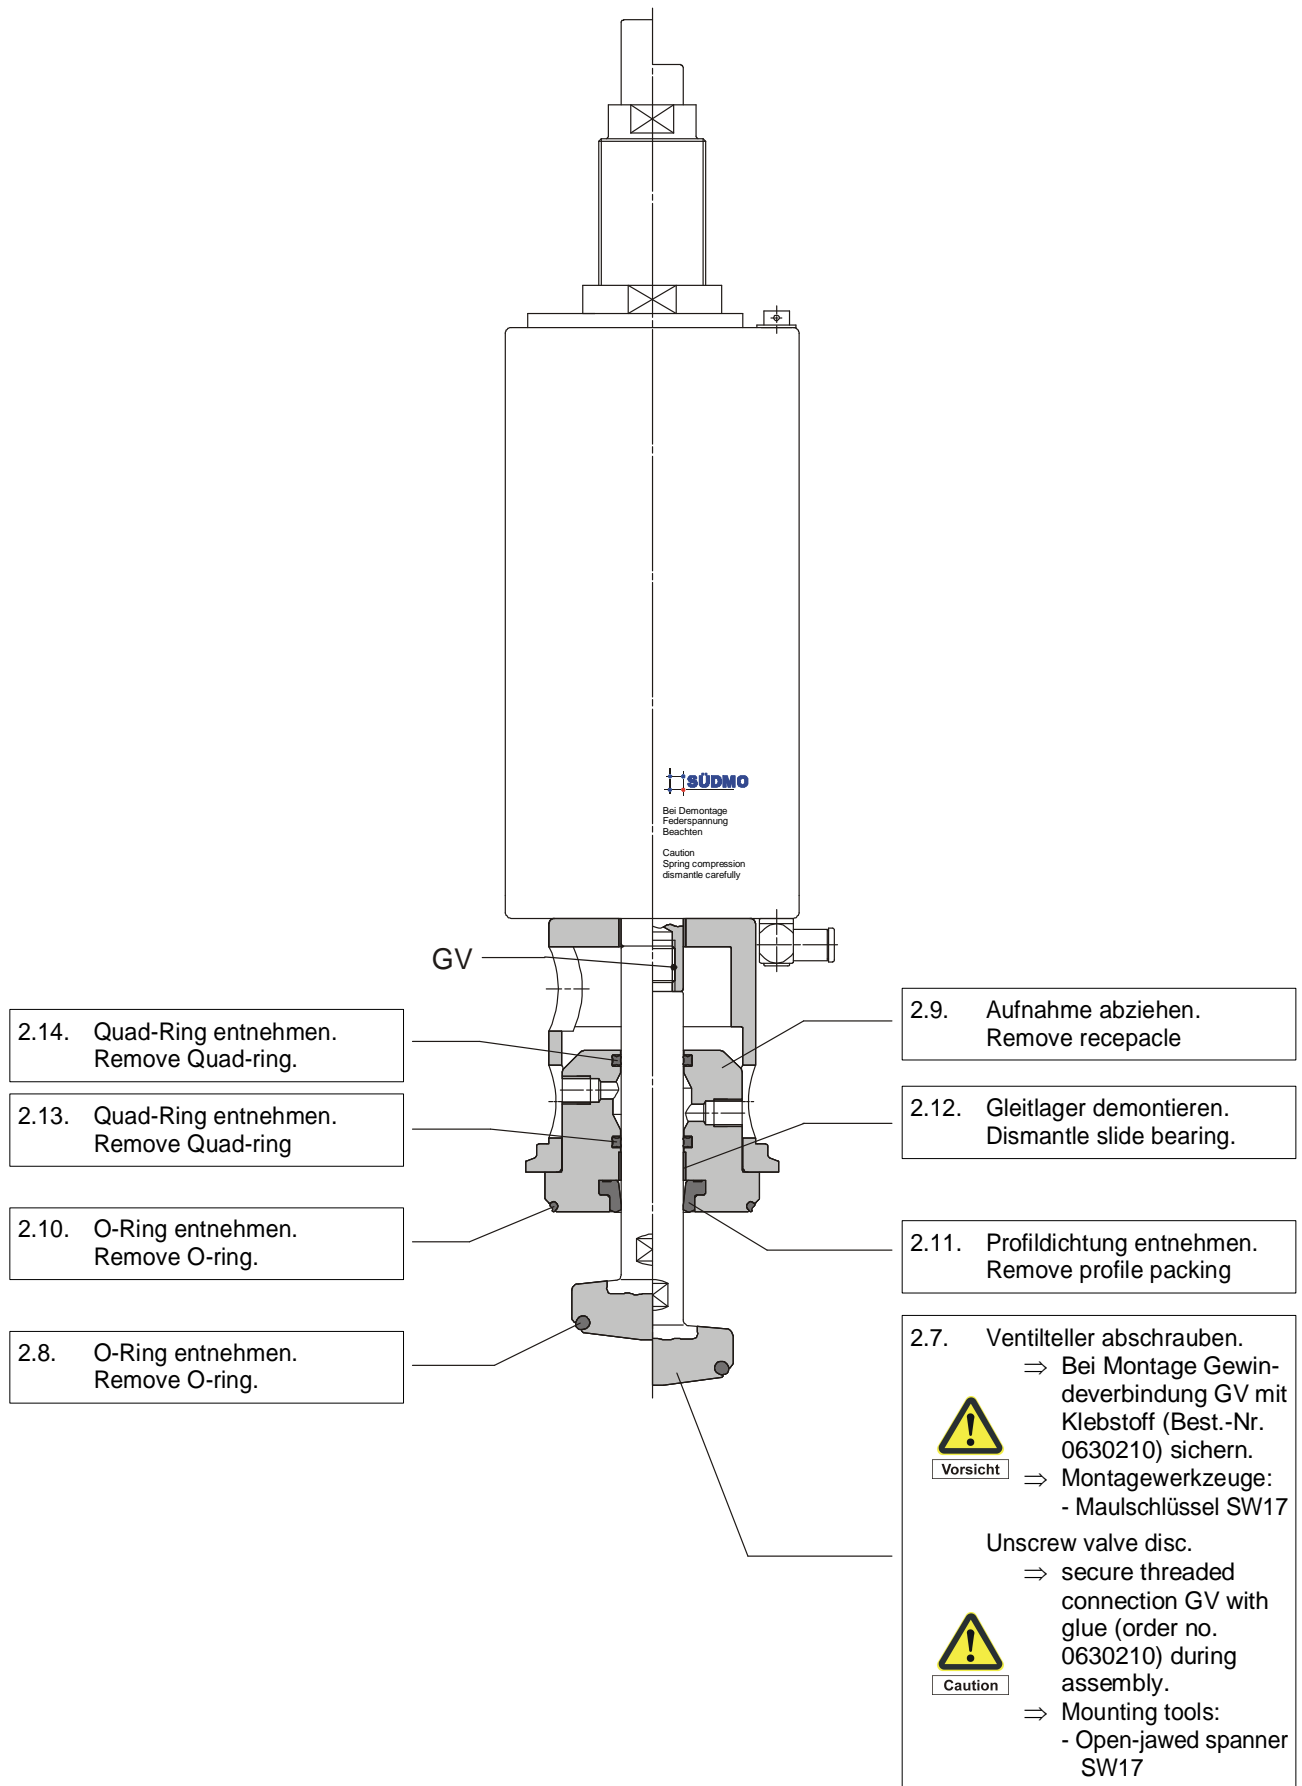 SÜDMO
Bei Demontage
Federspannung
Beachten
Caution
Spring compression
dismantle carefully
GV
2.14. Quad-Ring entnehmen.
Remove Quad-ring.
2.13. Quad-Ring entnehmen.
Remove Quad-ring
2.10. O-Ring entnehmen.
Remove O-ring.
2.8. O-Ring entnehmen.
Remove O-ring.
2.9. Aufnahme abziehen.
Remove recepacle
2.12. Gleitlager demontieren.
Dismantle slide bearing.
2.11. Profildichtung entnehmen.
Remove profile packing
2.7. Ventilteller abschrauben.
⇒ Bei Montage Gewin-
deverbindung GV mit
Klebstoff (Best.-Nr.
0630210) sichern.
Vorsicht
⇒ Montagewerkzeuge:
- Maulschlüssel SW17
Unscrew valve disc.
⇒ secure threaded
connection GV with
glue (order no.
0630210) during
assembly.
Caution
⇒ Mounting tools:
- Open-jawed spanner
SW17